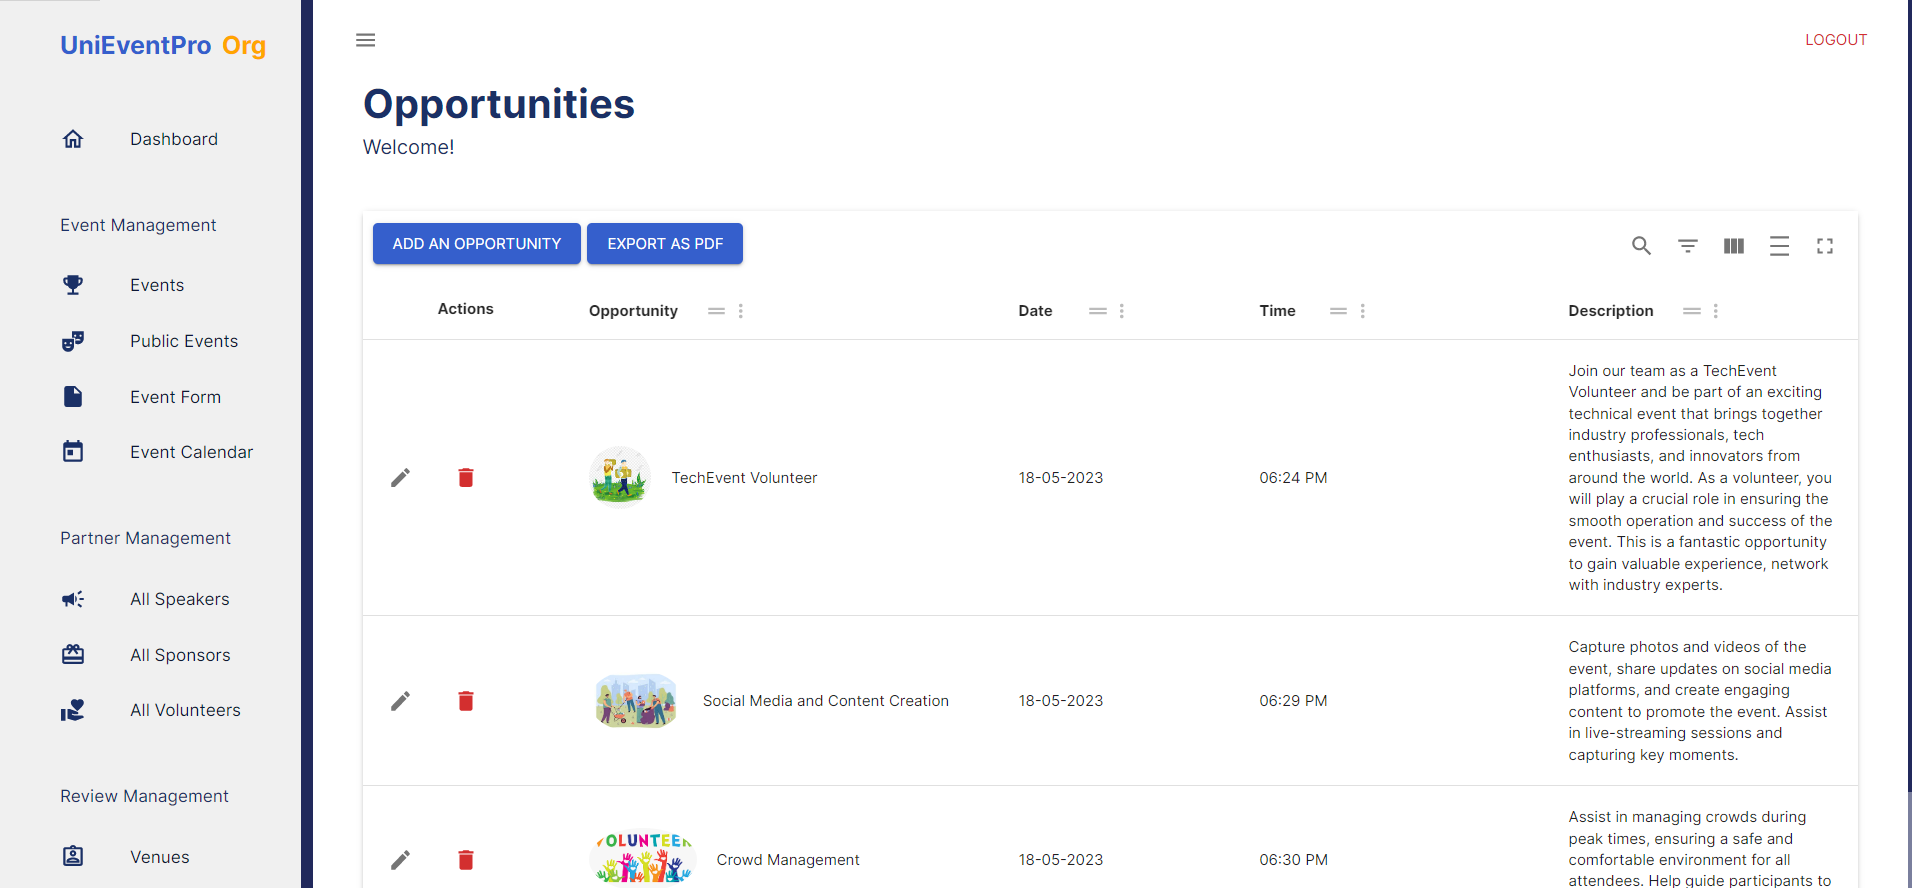 UniEventPro Org
Dashboard
Event Management
Events
Public Events
Event Form
Event Calendar
Partner Management
All Speakers
All Sponsors
All Volunteers
Review Management
Venues
LOGOUT
Opportunities
Welcome!
ADD AN OPPORTUNITY EXPORT AS PDF
Actions Opportunity Date Time Description
TechEvent Volunteer 18-05-2023 06:24 PM
Join our team as a TechEvent
Volunteer and be part of an exciting
technical event that brings together
industry professionals, tech
enthusiasts, and innovators from
around the world. As a volunteer, you
will play a crucial role in ensuring the
smooth operation and success of the
event. This is a fantastic opportunity
to gain valuable experience, network
with industry experts.
Social Media and Content Creation 18-05-2023 06:29 PM
Capture photos and videos of the
event, share updates on social media
platforms, and create engaging
content to promote the event. Assist
in live-streaming sessions and
capturing key moments.
OLUNTEER
Crowd Management 18-05-2023 06:30 PM
Assist in managing crowds during
peak times, ensuring a safe and
comfortable environment for all
attendees. Help guide participants to